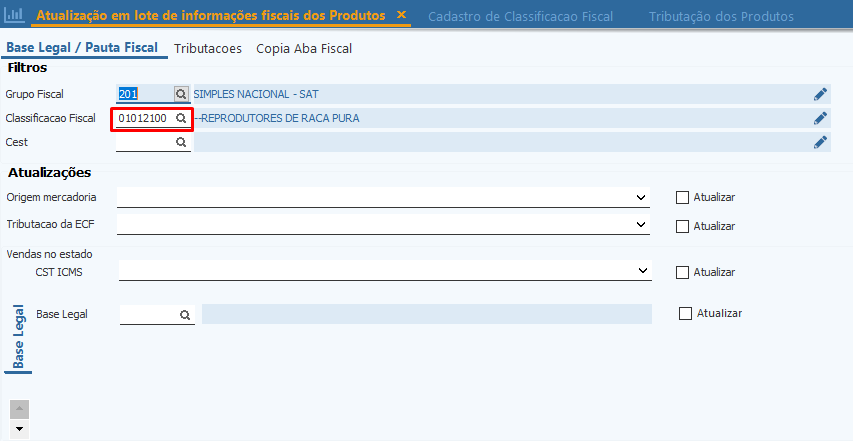 Atualização em lote de informações fiscais dos Produtos × Cadastro de Classificacao Fiscal Tributação do Produtos
Base Legal / Pauta Fiscal Tributacoes Copia Aba Fiscal
Filtros
Grupo Fiscal 201 SIMPLES NACIONAL - SAT
Classificacao Fiscal 01012100 --REPRODUTORES DE RACA PURA
Cest
Atualizações
Origem mercadoria Atualizar
Tributacao da ECF Atualizar
Vendas no estado
CST ICMS Atualizar
Base Legal Atualizar
Base Legal